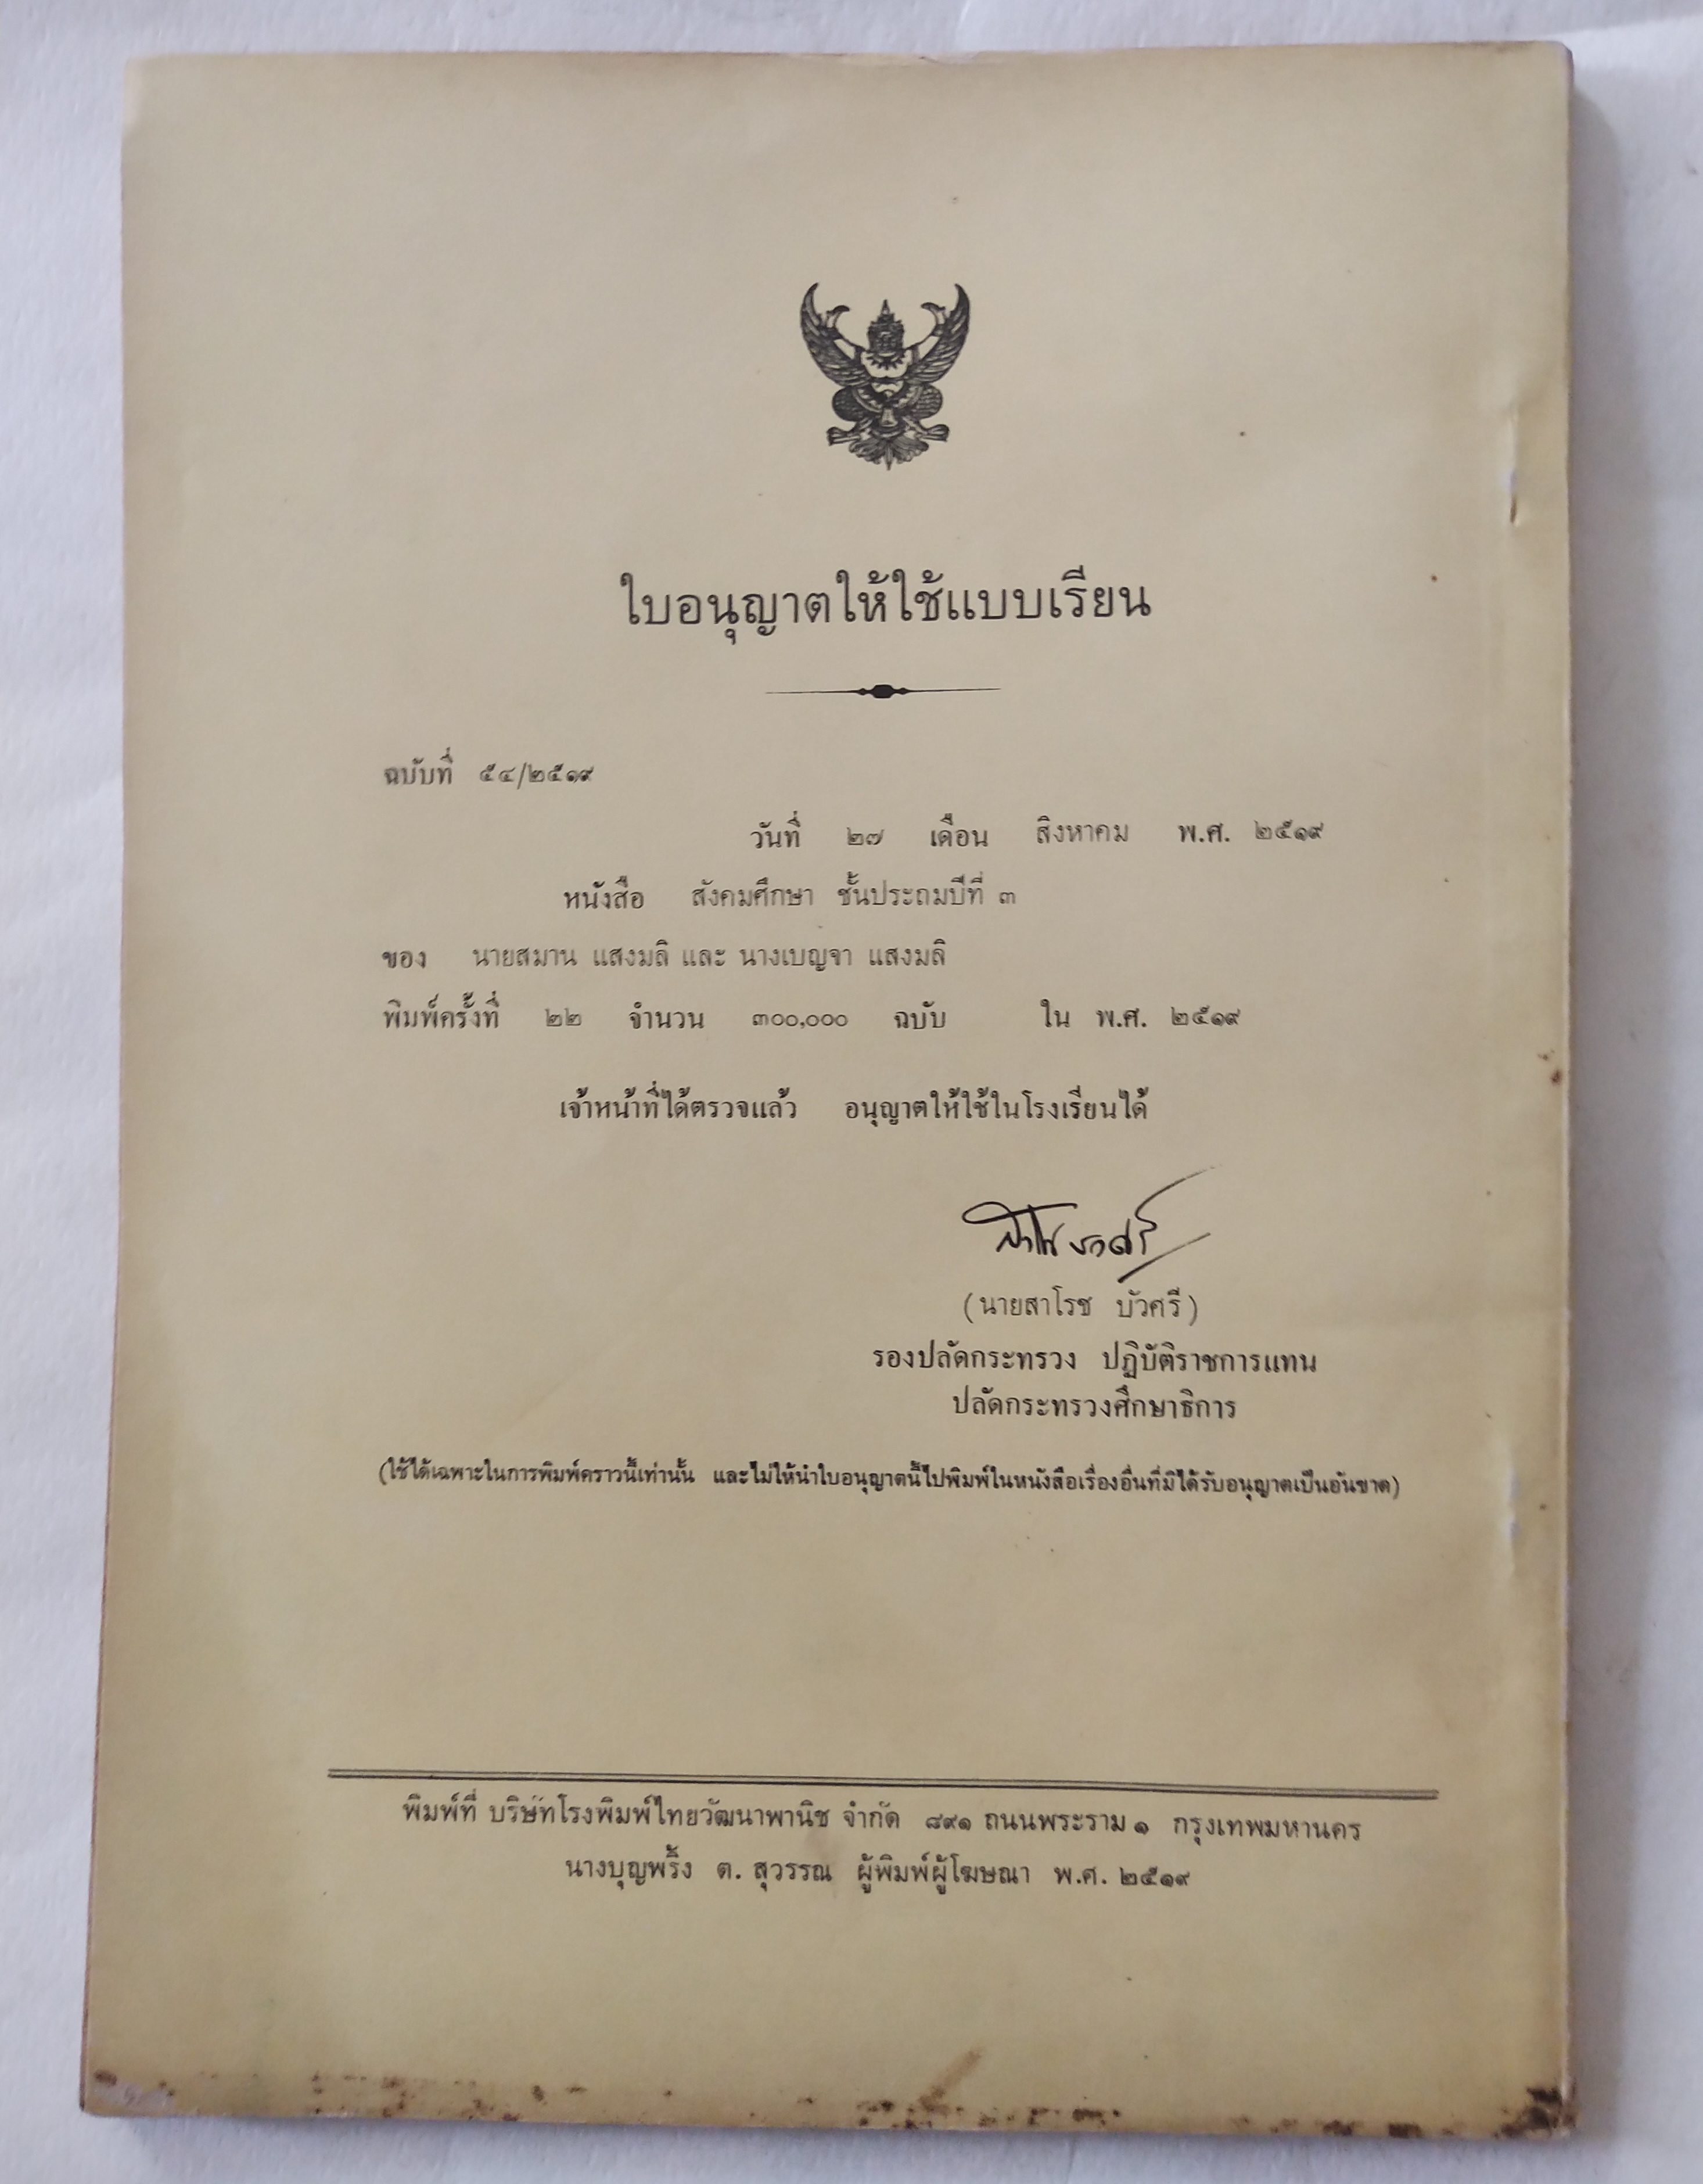 ใบอนุญาตให้ใช้แบบเรียน
ฉบับที่ ๕๔/๒๕๑๙
วันที่ ๒๗ เดือน สิงหาคม พ.ศ. ๒๕๑๙
หนังสือ สังคมศึกษา ชั้นประถมปีที่ ๓
ของ นายสมาน แสงมลิ และ นางเบญจา แสงมลิ
พิมพ์ครั้งที่ ๒๒ จำนวน ๓๐๐,๐๐๐ ฉบับ ใน พ.ศ. ๒๕๑๙
เจ้าหน้าที่ได้ตรวจแล้ว อนุญาตให้ใช้ในโรงเรียนได้
สาโรช บัวศรี
(นายสาโรช บัวศรี)
รองปลัดกระทรวง ปฏิบัติราชการแทน
ปลัดกระทรวงศึกษาธิการ
(ใช้ได้เฉพาะในการพิมพ์คราวนี้เท่านั้น และไม่ให้นำใบอนุญาตนี้ไปพิมพ์ในหนังสือเรื่องอื่นที่มิได้รับอนุญาตเป็นอันขาด)
พิมพ์ที่ บริษัทโรงพิมพ์ไทยวัฒนาพานิช จำกัด ๘๙๑ ถนนพระราม ๑ กรุงเทพมหานคร
นางบุญพริ้ง ต. สุวรรณ ผู้พิมพ์ผู้โฆษณา พ.ศ. ๒๕๑๙